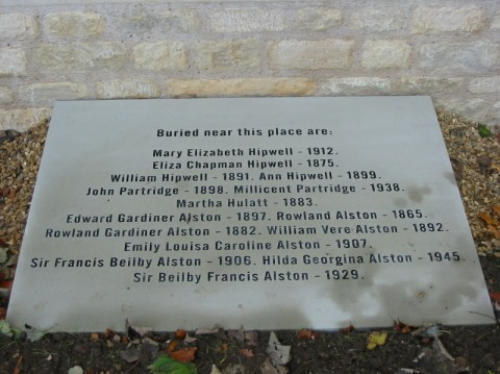 Buried near this place are:
Mary Elizabeth Hipwell - 1912.
Eliza Chapman Hipwell - 1875.
William Hipwell - 1891. Ann Hipwell - 1899.
John Partridge - 1898. Millicent Partridge - 1938.
Martha Hulatt - 1883.
Edward Gardiner Alston - 1897. Rowland Alston - 1865.
Rowland Gardiner Alston - 1882. William Vere Alston - 1892.
Emily Louisa Caroline Alston - 1907.
Sir Francis Beilby Alston - 1906. Hilda Georgina Alston - 1945.
Sir Beilby Francis Alston - 1929.